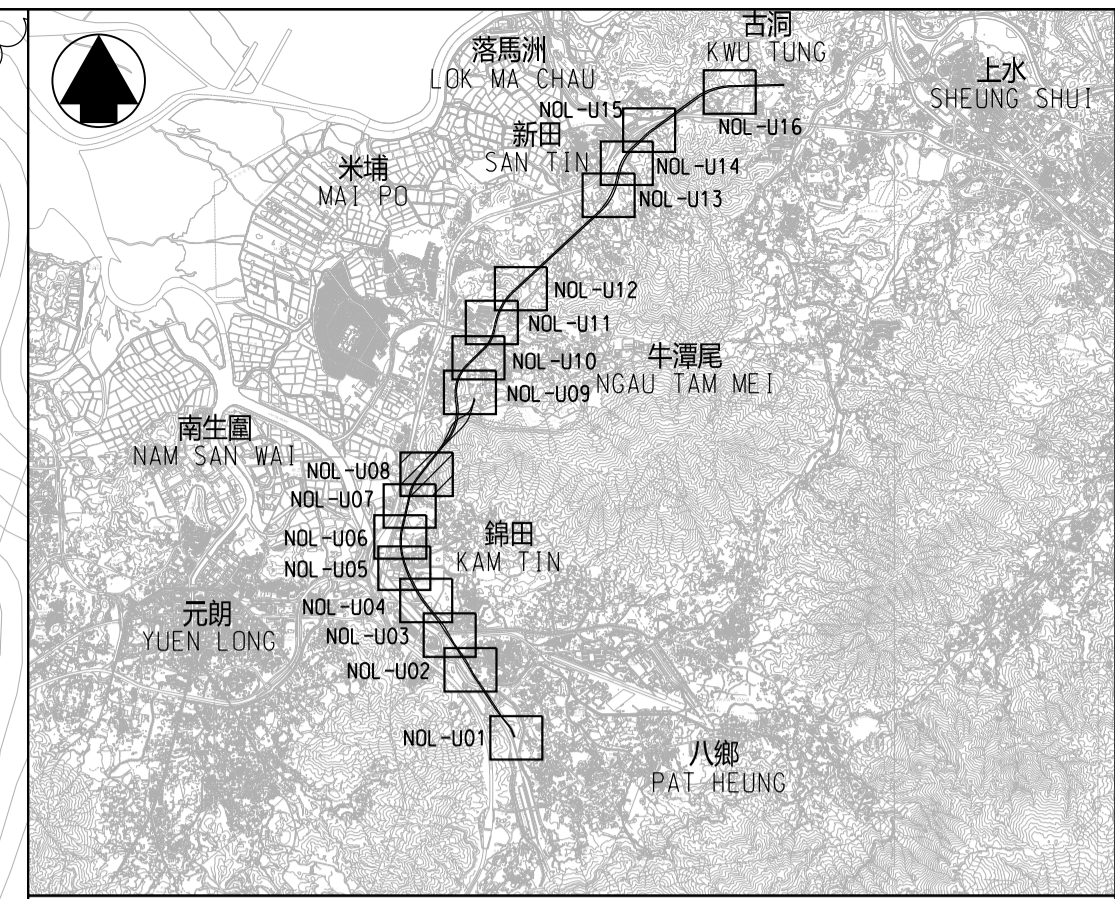 古洞
KWU TUNG
落馬洲
LOK MA CHAU
上水
SHEUNG SHUI
NOL-U15
NOL-U16
新田
SAN TIN
NOL-U14
米埔
MAI PO
NOL-U13
NOL-U12
NOL-U11
牛潭尾
NGAU TAM MEI
NOL-U10
NOL-U09
南生圍
NAM SAN WAI
NOL-U08
NOL-U07
NOL-U06
錦田
KAM TIN
NOL-U05
NOL-U04
元朗
YUEN LONG
NOL-U03
NOL-U02
NOL-U01
八鄉
PAT HEUNG